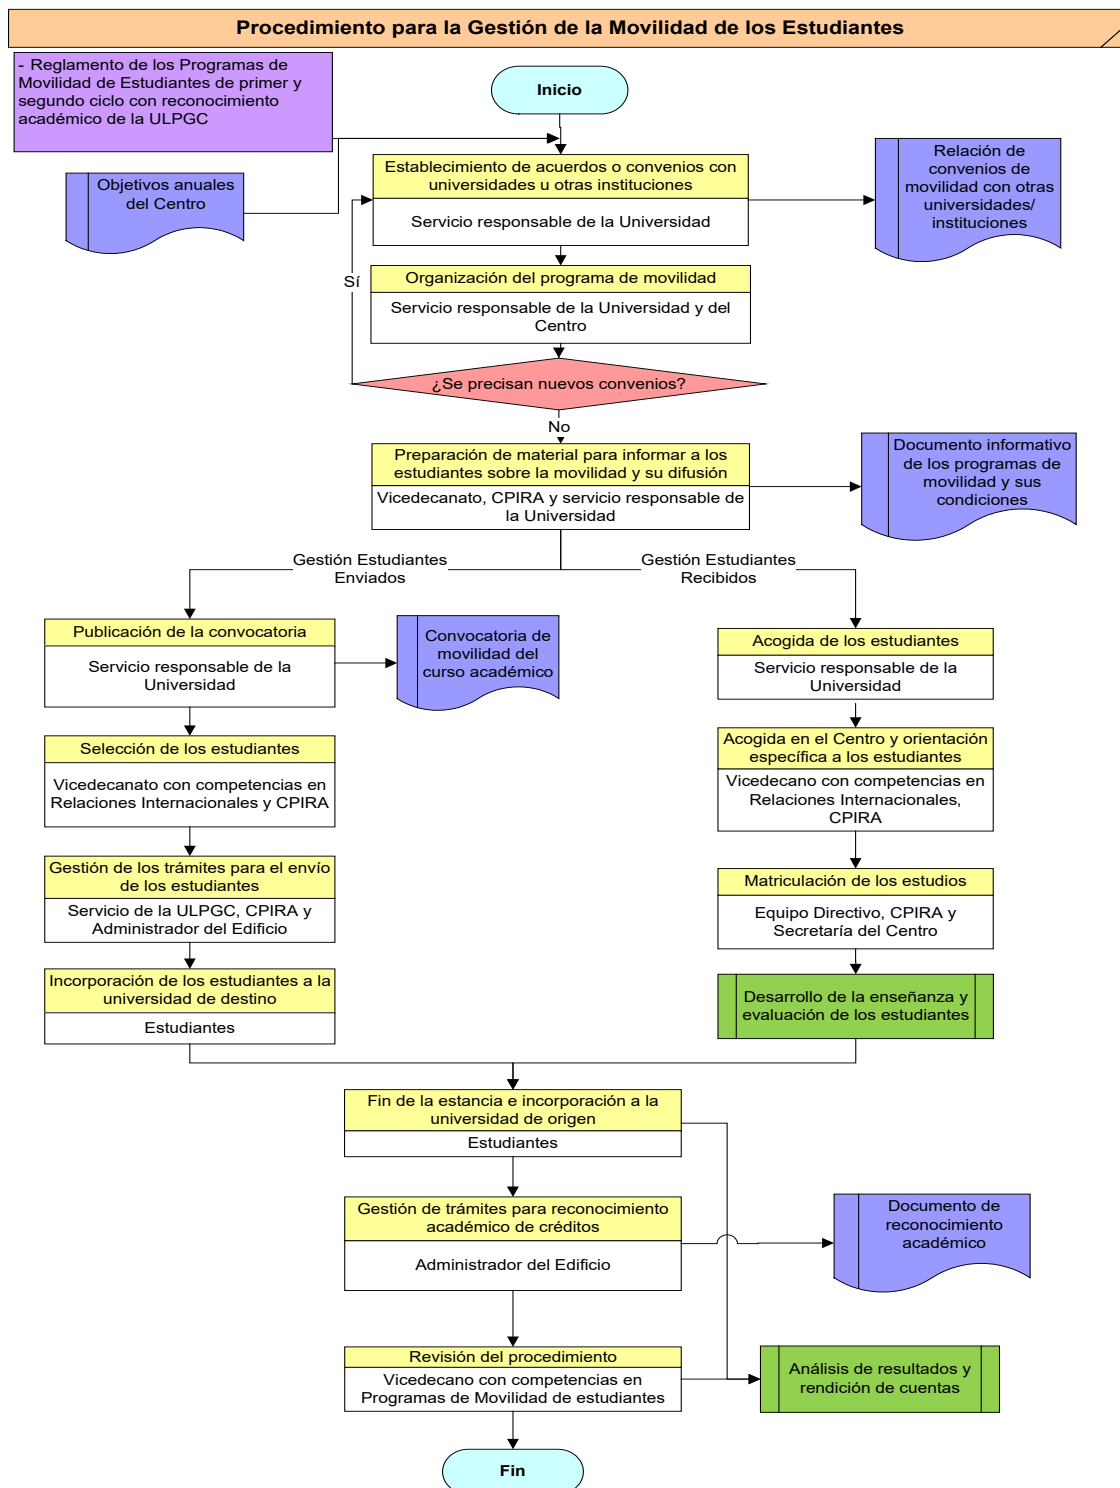 Procedimiento para la Gestión de la Movilidad de los Estudiantes
- Reglamento de los Programas de
Movilidad de Estudiantes de primer y
segundo ciclo con reconocimiento
académico de la ULPGC
Inicio
Objetivos anuales
del Centro
Establecimiento de acuerdos o convenios con
universidades u otras instituciones
Servicio responsable de la Universidad
Relación de
convenios de
movilidad con otras
universidades/
instituciones
Organización del programa de movilidad
Servicio responsable de la Universidad y del
Centro
Sí
¿Se precisan nuevos convenios?
No
Preparación de material para informar a los
estudiantes sobre la movilidad y su difusión
Vicedecanato, CPIRA y servicio responsable de
la Universidad
Documento informativo
de los programas de
movilidad y sus
condiciones
Gestión Estudiantes
Enviados
Gestión Estudiantes
Recibidos
Publicación de la convocatoria
Servicio responsable de la
Universidad
Convocatoria de
movilidad del
curso académico
Selección de los estudiantes
Vicedecanato con competencias en
Relaciones Internacionales y CPIRA
Gestión de los trámites para el envío
de los estudiantes
Servicio de la ULPGC, CPIRA y
Administrador del Edificio
Incorporación de los estudiantes a la
universidad de destino
Estudiantes
Acogida de los estudiantes
Servicio responsable de la
Universidad
Acogida en el Centro y orientación
específica a los estudiantes
Vicedecano con competencias en
Relaciones Internacionales,
CPIRA
Matriculación de los estudios
Equipo Directivo, CPIRA y
Secretaría del Centro
Desarrollo de la enseñanza y
evaluación de los estudiantes
Fin de la estancia e incorporación a la
universidad de origen
Estudiantes
Gestión de trámites para reconocimiento
académico de créditos
Administrador del Edificio
Documento de
reconocimiento
académico
Revisión del procedimiento
Vicedecano con competencias en
Programas de Movilidad de estudiantes
Análisis de resultados y
rendición de cuentas
Fin